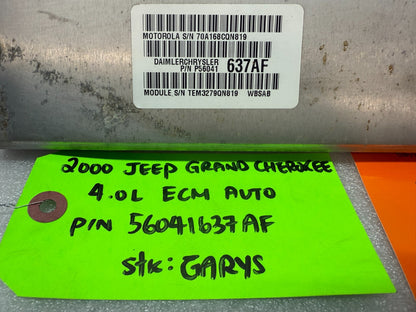 MOTOROLA S/N 70A168CQN819
DAIMLERCHRYSLER
P/N P56041 637AF
MODULE S/N TEM3279QN819 WBSAB
2000 JEEP GRAND CHEROKEE
4.0L ECM AUTO
P/N 56041637AF
Stk: GARYS